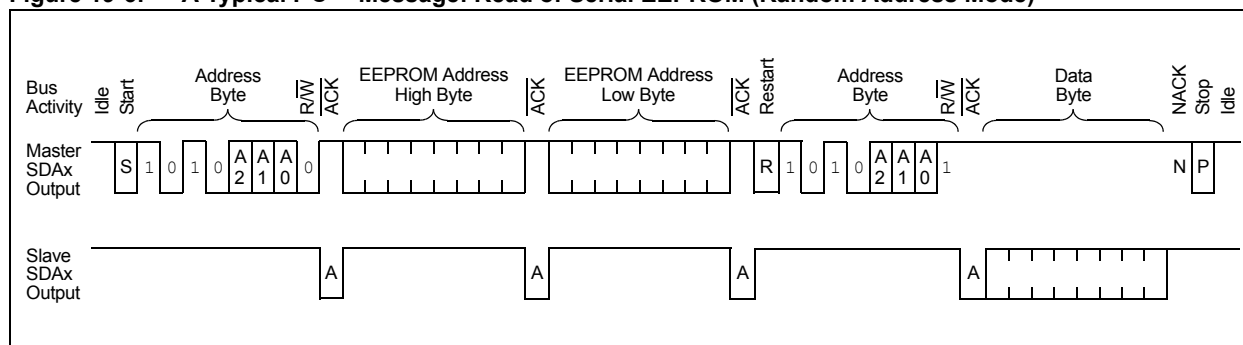 Figure A Typical Message: Read of Serial EEPROM (Random Address Mode)
Bus Activity
Idle
Start
Address Byte
R/W
ACK
EEPROM Address High Byte
ACK
EEPROM Address Low Byte
ACK
Restart
Address Byte
R/W
ACK
Data Byte
NACK
Stop
Idle
Master SDAx Output
S 1 0 1 0 A2 A1 A0 0
R 1 0 1 0 A2 A1 A0 1
N P
Slave SDAx Output
A A A A